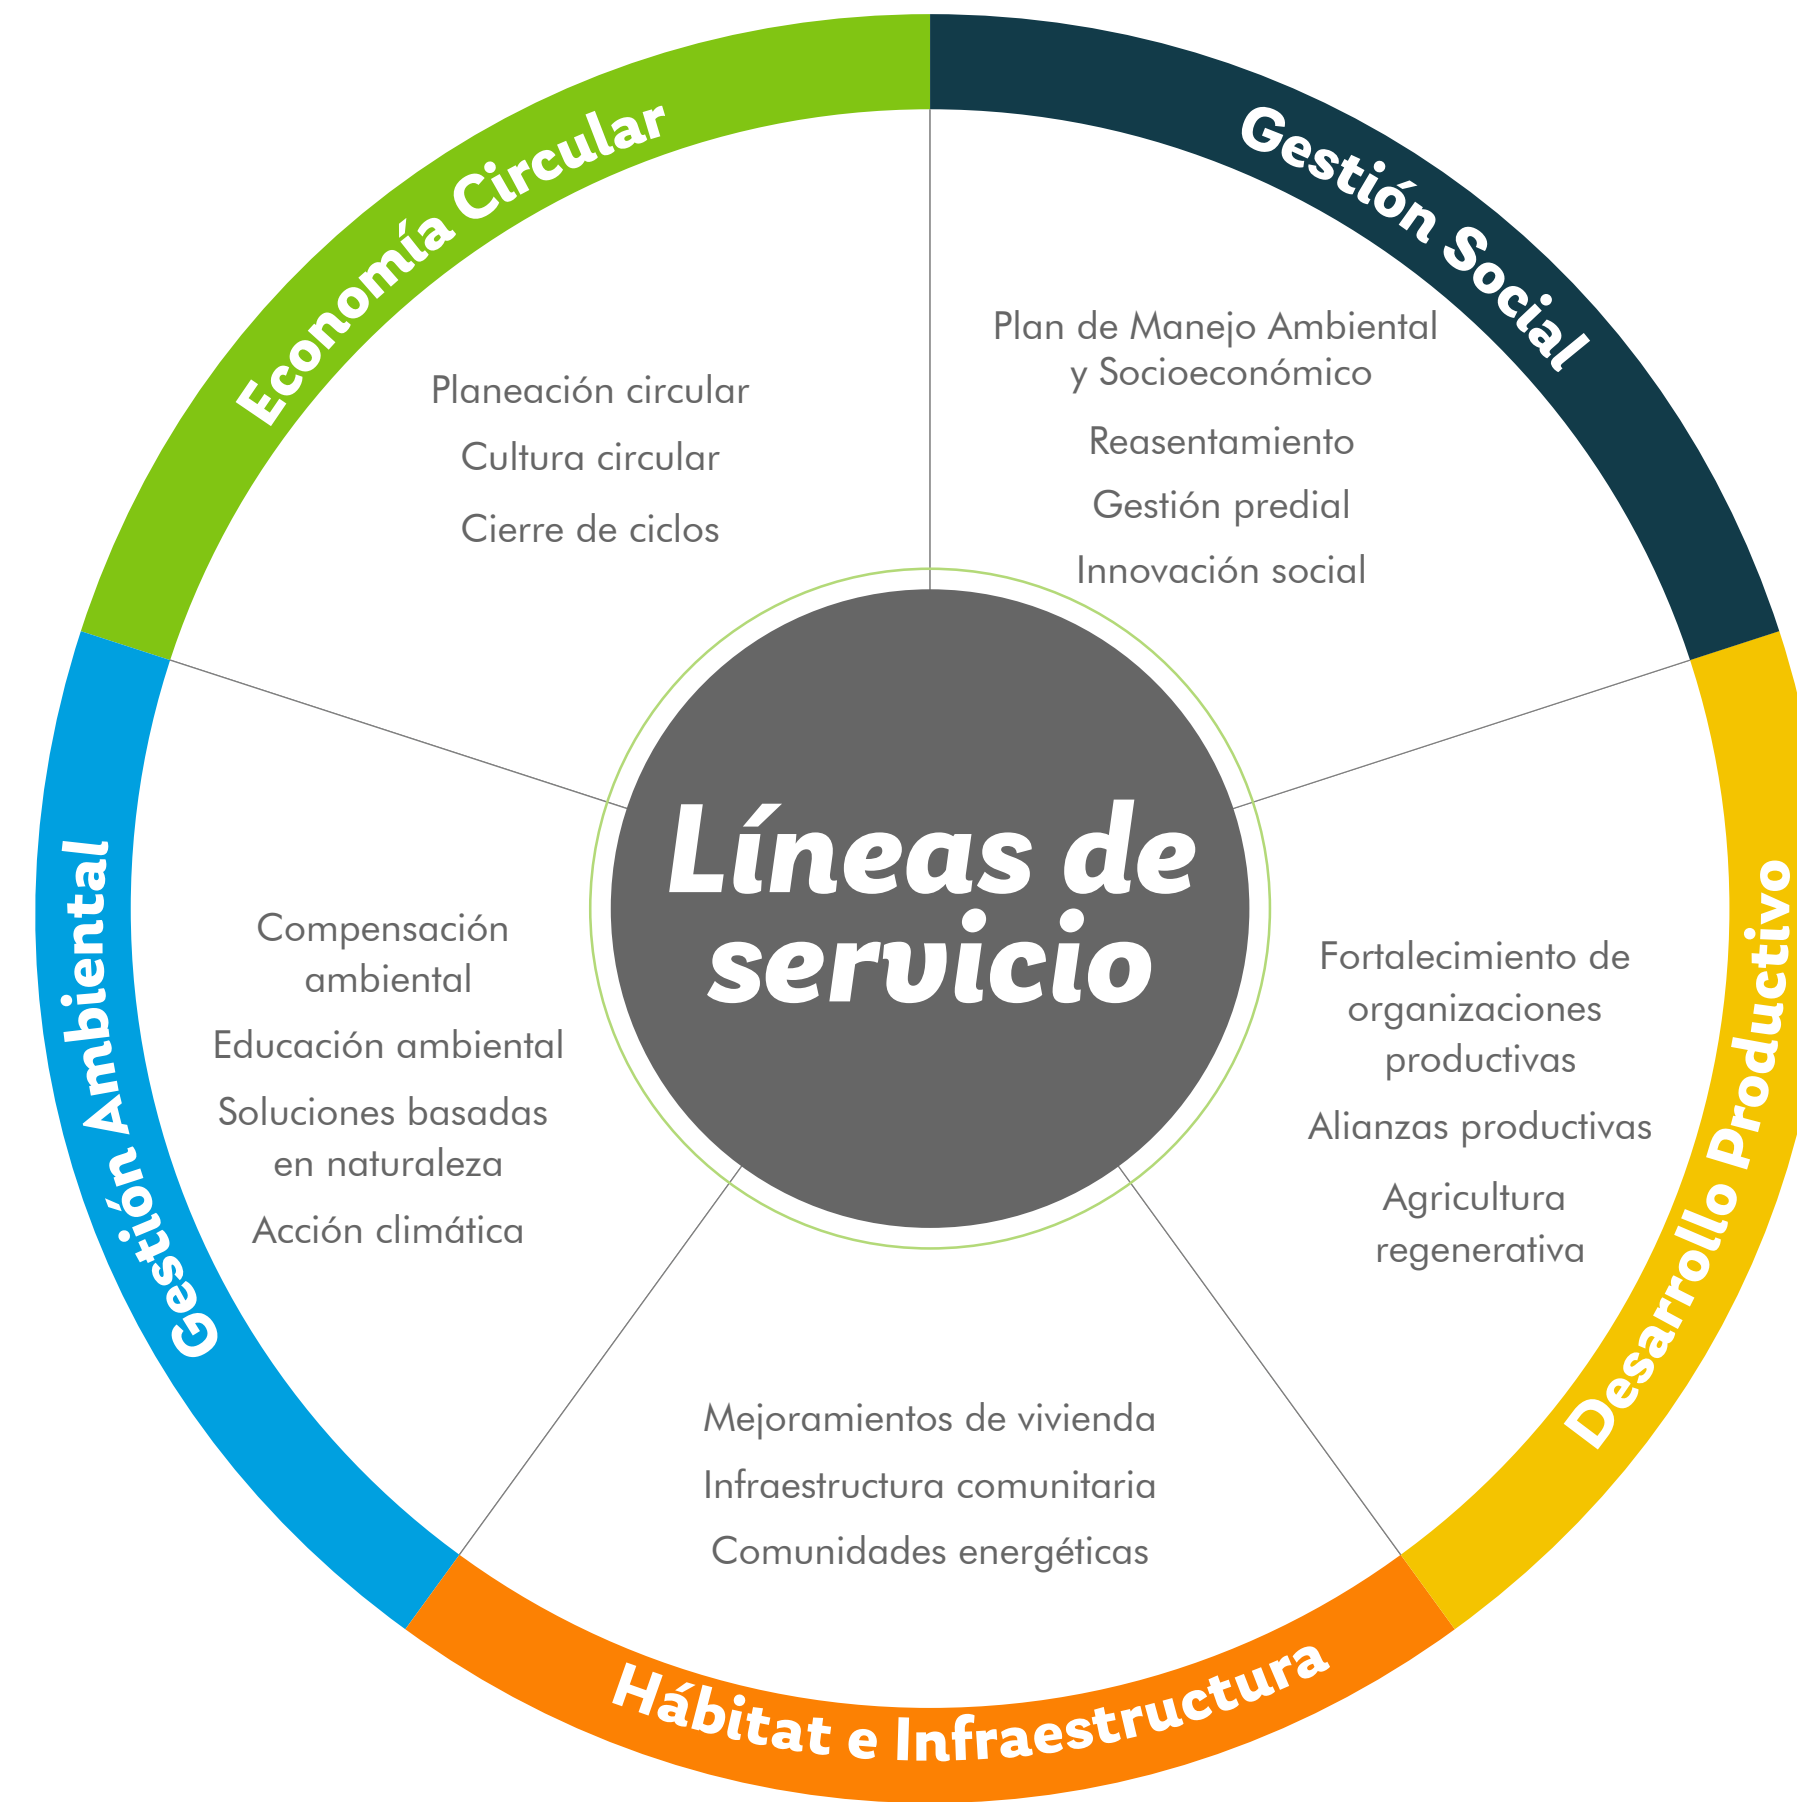 Economía Circular
Planeación circular
Cultura circular
Cierre de ciclos
Gestión Social
Plan de Manejo Ambiental
y Socioeconómico
Reasentamiento
Gestión predial
Innovación social
Líneas de
servicio
Gestión Ambiental
Compensación
ambiental
Educación ambiental
Soluciones basadas
en naturaleza
Acción climática
Desarrollo Productivo
Fortalecimiento de
organizaciones
productivas
Alianzas productivas
Agricultura
regenerativa
Mejoramientos de vivienda
Infraestructura comunitaria
Comunidades energéticas
Hábitat e Infraestructura